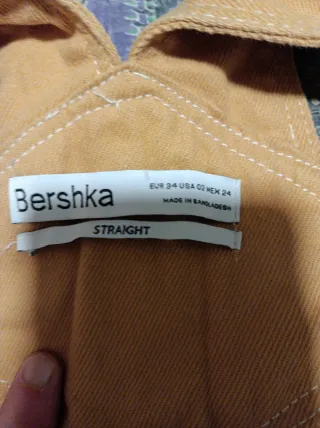 Bershka
EUR 34 USA 02 MEX 24
MADE IN BANGLADESH
STRAIGHT